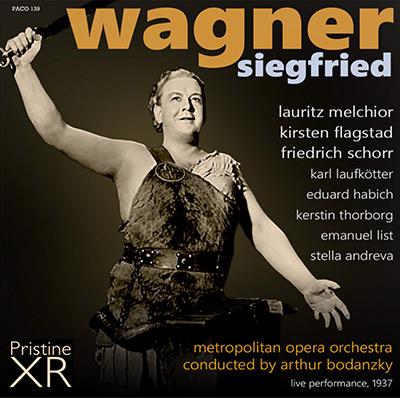 PACO 139
wagner
siegfried
lauritz melchior
kirsten flagstad
friedrich schorr
karl laufkötter
eduard habich
kerstin thorborg
emanuel list
stella andreva
Pristine
XR
metropolitan opera orchestra
conducted by arthur bodanzky
live performance, 1937